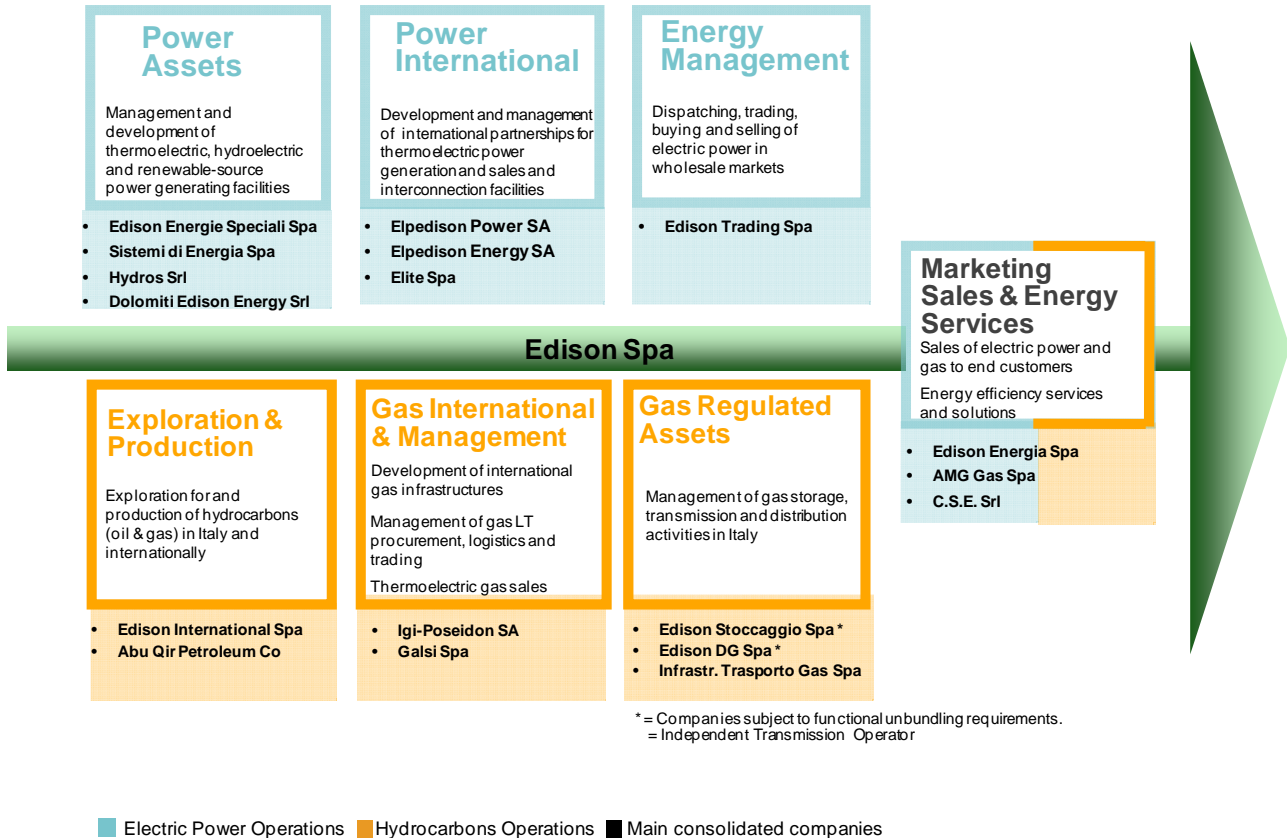 Power
Assets
Management and
development of
thermoelectric, hydroelectric
and renewable-source
power generating facilities
• Edison Energie Speciali Spa
• Sistemi di Energia Spa
• Hydros Srl
• Dolomiti Edison Energy Srl
Power
International
Development and management
of international partnerships for
thermoelectric power
generation and sales and
interconnection facilities
• Elpedison Power SA
• Elpedison Energy SA
• Elite Spa
Energy
Management
Dispatching, trading,
buying and selling of
electric power in
wholesale markets
• Edison Trading Spa
Marketing
Sales & Energy
Services
Sales of electric power and
gas to end customers
Energy efficiency services
and solutions
• Edison Energia Spa
• AMG Gas Spa
• C.S.E. Srl
Edison Spa
Exploration &
Production
Exploration for and
production of hydrocarbons
(oil & gas) in Italy and
internationally
• Edison International Spa
• Abu Qir Petroleum Co
Gas International
& Management
Development of international
gas infrastructures
Management of gas LT
procurement, logistics and
trading
Thermoelectric gas sales
• Igi-Poseidon SA
• Galsi Spa
Gas Regulated
Assets
Management of gas storage,
transmission and distribution
activities in Italy
• Edison Stoccaggio Spa *
• Edison DG Spa *
• Infrastr. Trasporto Gas Spa
* = Companies subject to functional unbundling requirements.
= Independent Transmission Operator
Electric Power Operations Hydrocarbons Operations Main consolidated companies